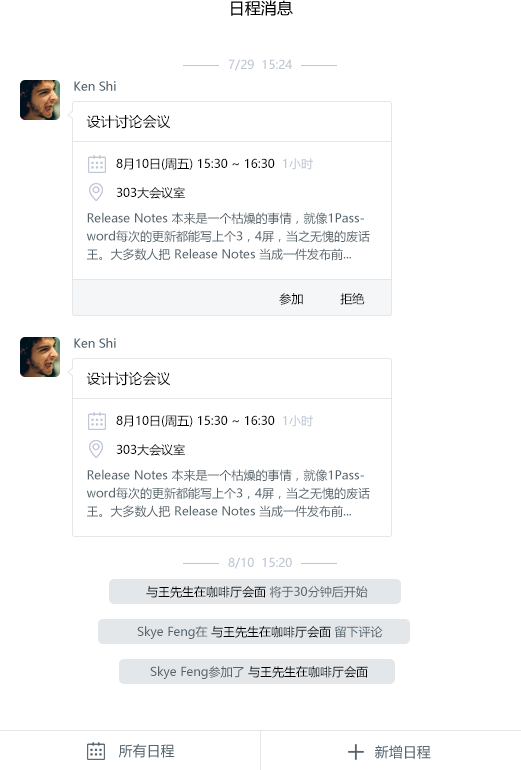 日程消息
7/29 15:24
Ken Shi
设计讨论会议
8月10日(周五) 15:30 ~ 16:30 1小时
303大会议室
Release Notes 本来是一个枯燥的事情，就像1Pass-
word每次的更新都能写上个3，4屏，当之无愧的废话
王。大多数人把 Release Notes 当成一件发布前...
参加 拒绝
Ken Shi
设计讨论会议
8月10日(周五) 15:30 ~ 16:30 1小时
303大会议室
Release Notes 本来是一个枯燥的事情，就像1Pass-
word每次的更新都能写上个3，4屏，当之无愧的废话
王。大多数人把 Release Notes 当成一件发布前...
8/10 15:20
与王先生在咖啡厅会面 将于30分钟后开始
Skye Feng在 与王先生在咖啡厅会面 留下评论
Skye Feng参加了 与王先生在咖啡厅会面
所有日程 新增日程